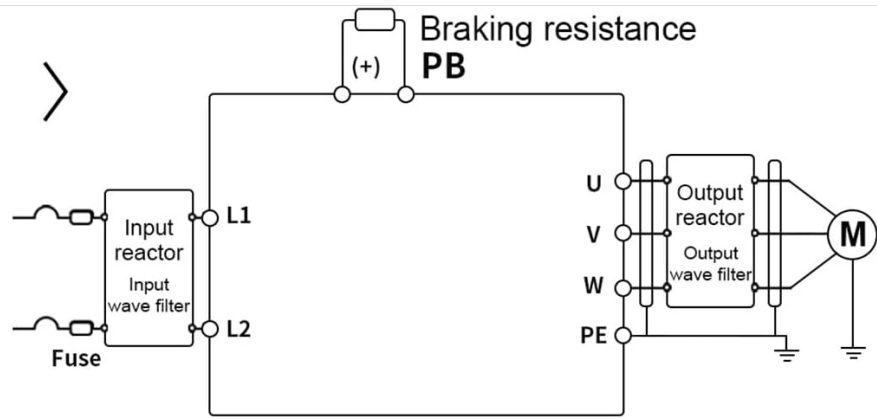 Braking resistance
(+) PB
U
Output
reactor
L1
Input
reactor
V
M
Output
wave filter
Input
wave filter
W
L2
PE
Fuse